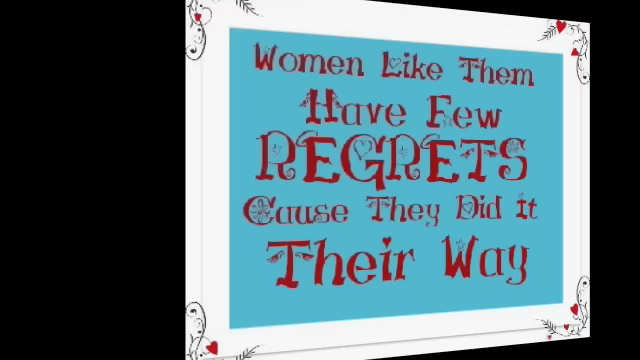 Women Like Them
Have Few
REGRETS
Cause They Did It
Their Way